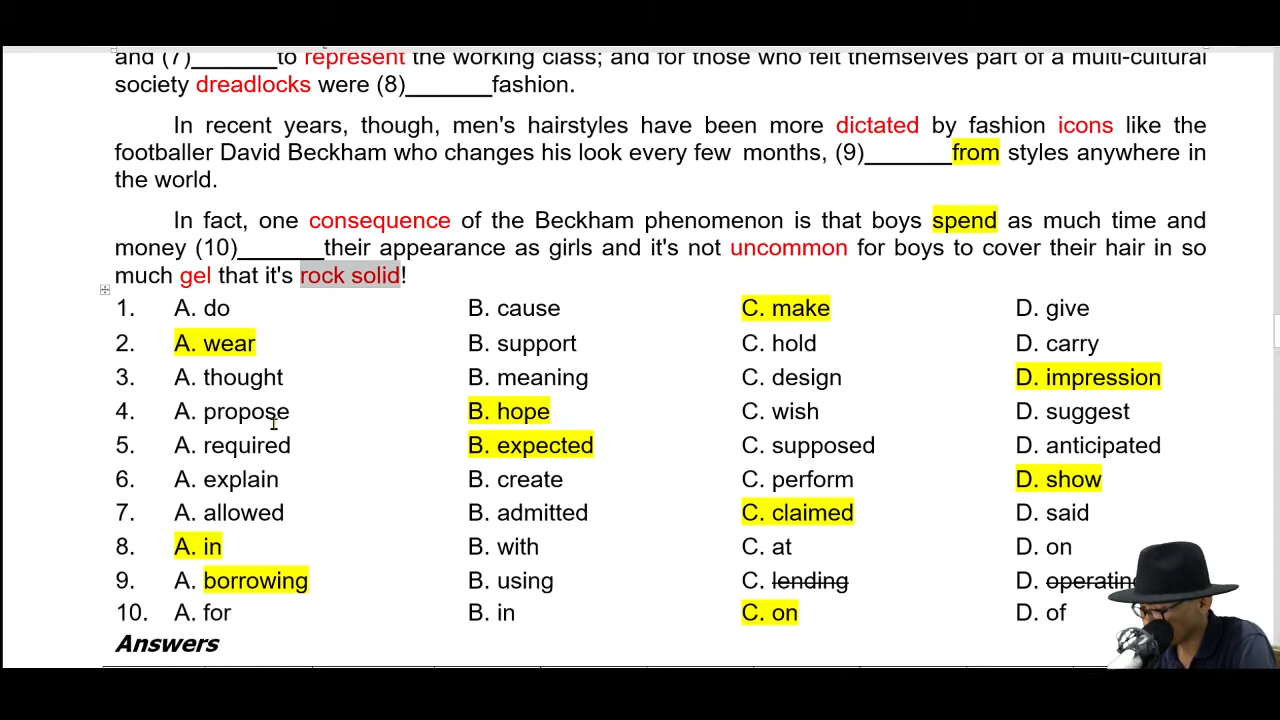 and (7)_______to represent the working class; and for those who felt themselves part of a multi-cultural
society dreadlocks were (8)_______fashion.
In recent years, though, men's hairstyles have been more dictated by fashion icons like the
footballer David Beckham who changes his look every few months, (9)_______from styles anywhere in
the world.
In fact, one consequence of the Beckham phenomenon is that boys spend as much time and
money (10)_______their appearance as girls and it's not uncommon for boys to cover their hair in so
much gel that it's rock solid!
1. A. do B. cause C. make D. give
2. A. wear B. support C. hold D. carry
3. A. thought B. meaning C. design D. impression
4. A. propose B. hope C. wish D. suggest
5. A. required B. expected C. supposed D. anticipated
6. A. explain B. create C. perform D. show
7. A. allowed B. admitted C. claimed D. said
8. A. in B. with C. at D. on
9. A. borrowing B. using C. lending D.
10. A. for B. in C. on D. of
Answers